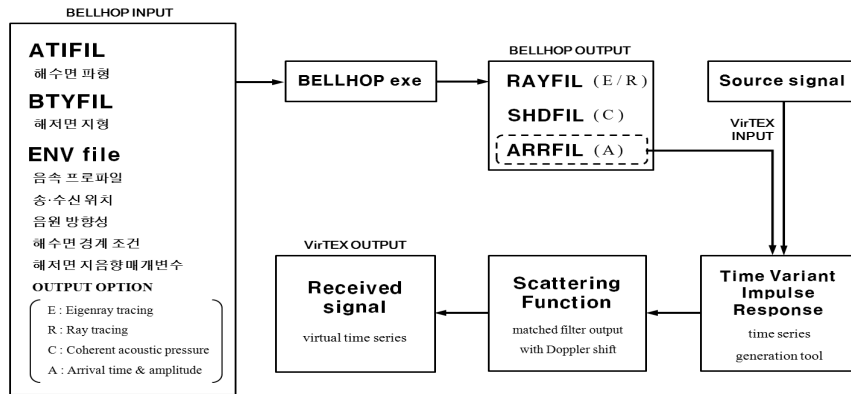 BELLHOP INPUT
ATIFIL
해수면 파형
BTYFIL
해저면 지형
ENV file
음속 프로파일
송·수신 위치
음원 방향성
해수면 경계 조건
해저면 지음향 매개변수
OUTPUT OPTION
E : Eigenray tracing
R : Ray tracing
C : Coherent acoustic pressure
A : Arrival time & amplitude
BELLHOP exe
BELLHOP OUTPUT
RAYFIL (E / R)
SHDFIL (C)
ARRFIL (A)
Source signal
VirTEX
INPUT
Time Variant
Impulse
Response
time series
generation tool
Scattering
Function
matched filter output
with Doppler shift
VirTEX OUTPUT
Received
signal
virtual time series